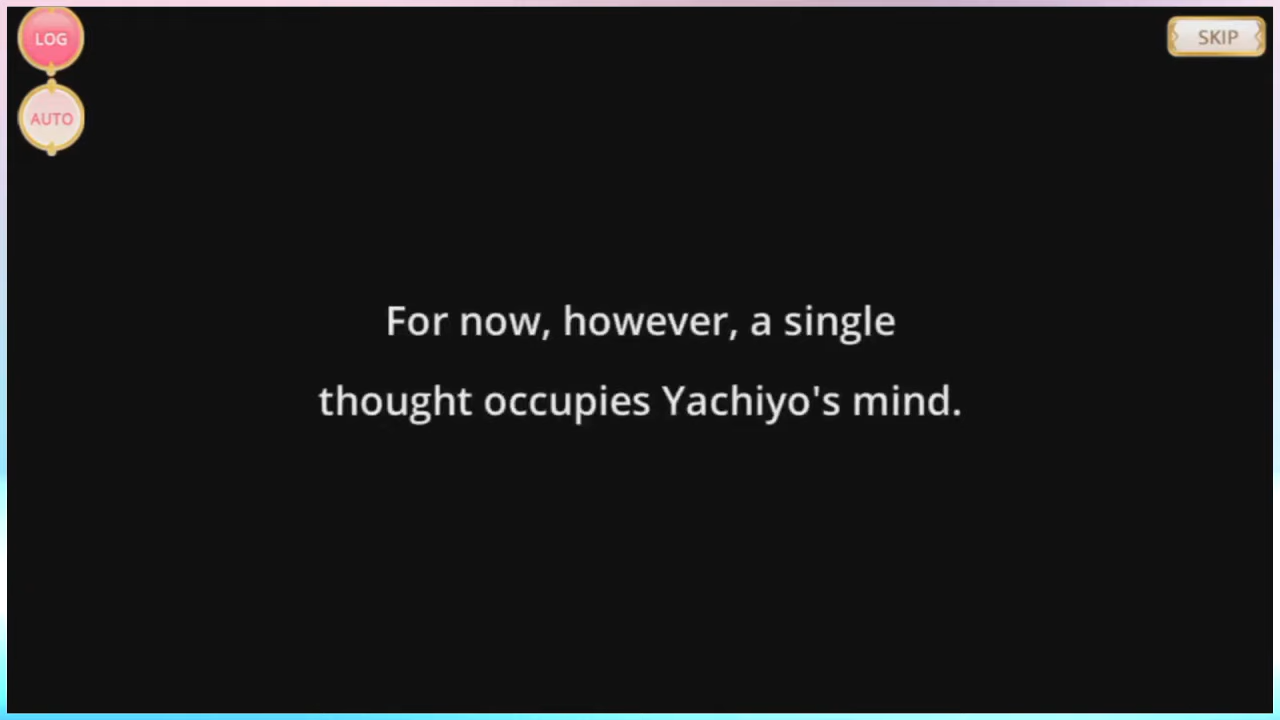 LOG
SKIP
AUTO
For now, however, a single
thought occupies Yachiyo's mind.